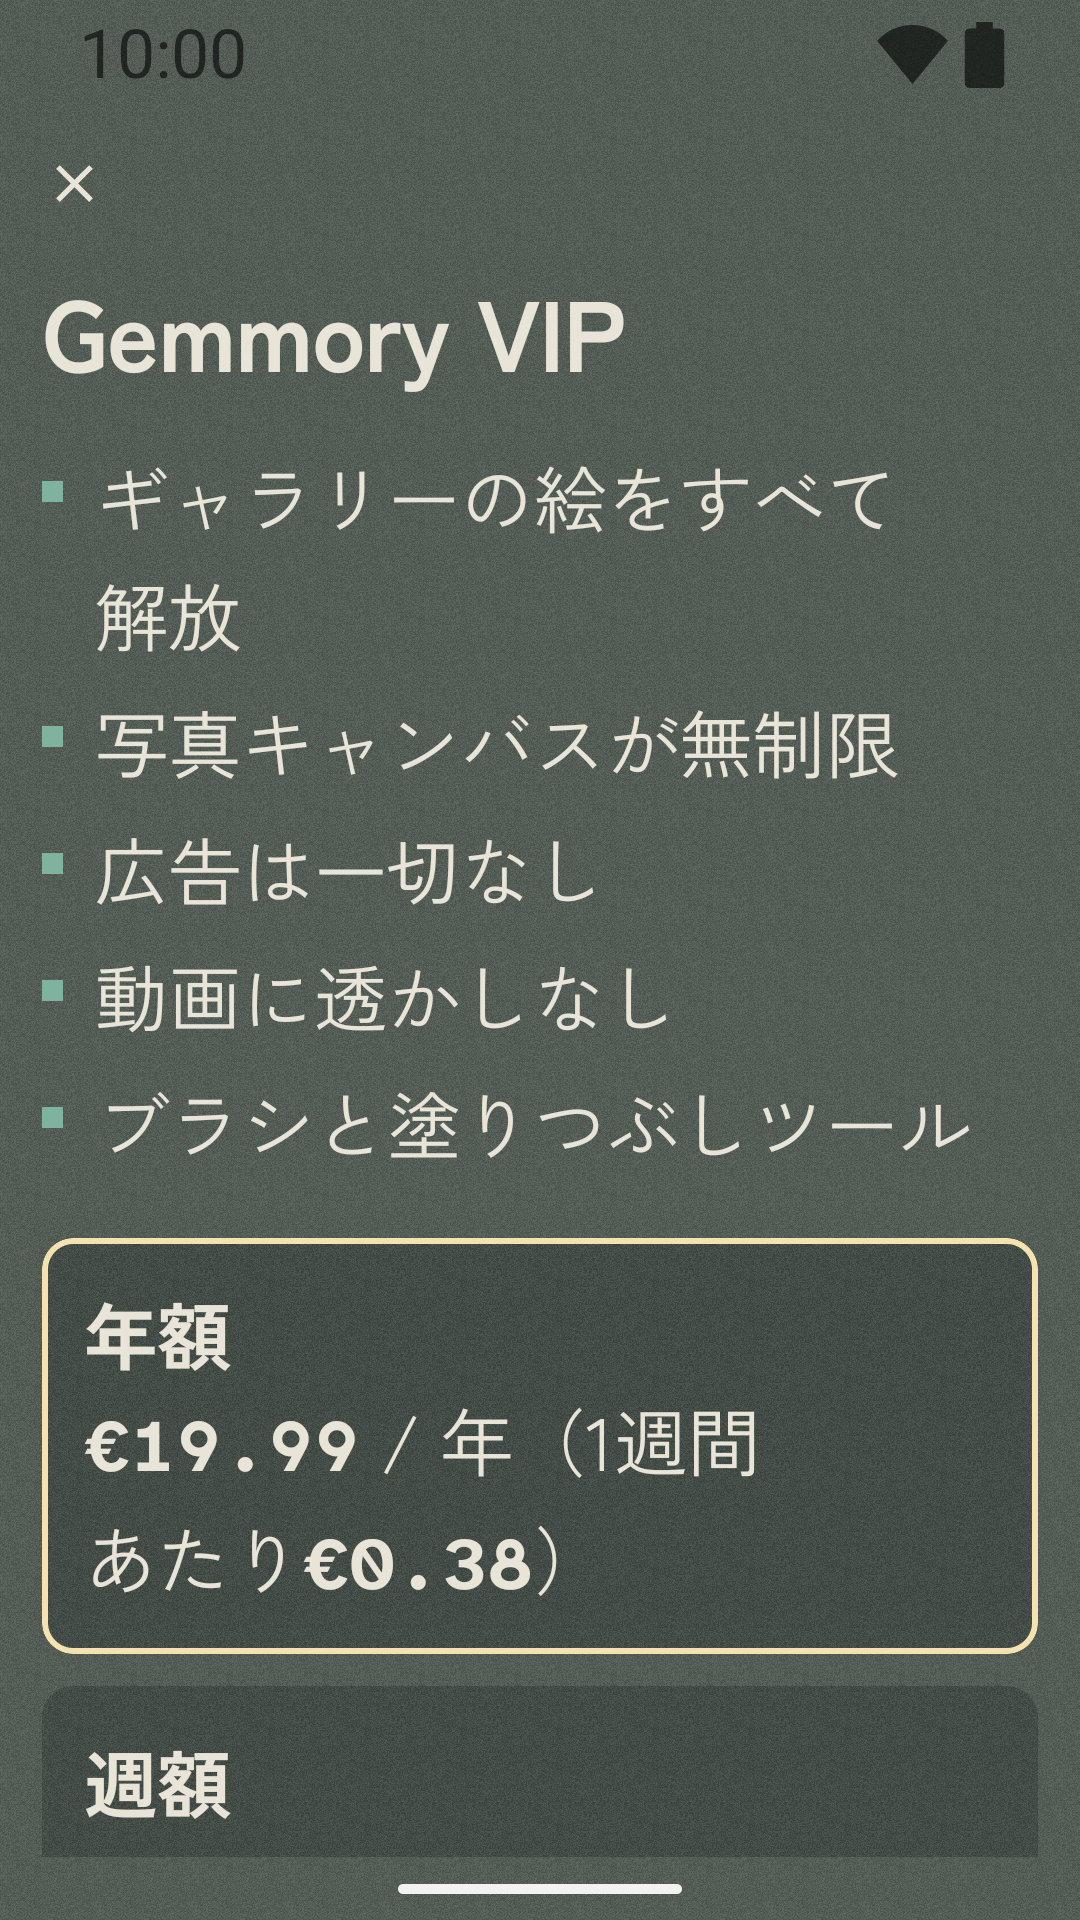 10:00
Gemmory VIP
ギャラリーの絵をすべて
解放
写真キャンバスが無制限
広告は一切なし
動画に透かしなし
ブラシと塗りつぶしツール
年額
€19.99 / 年（1週間
あたり€0.38）
週額